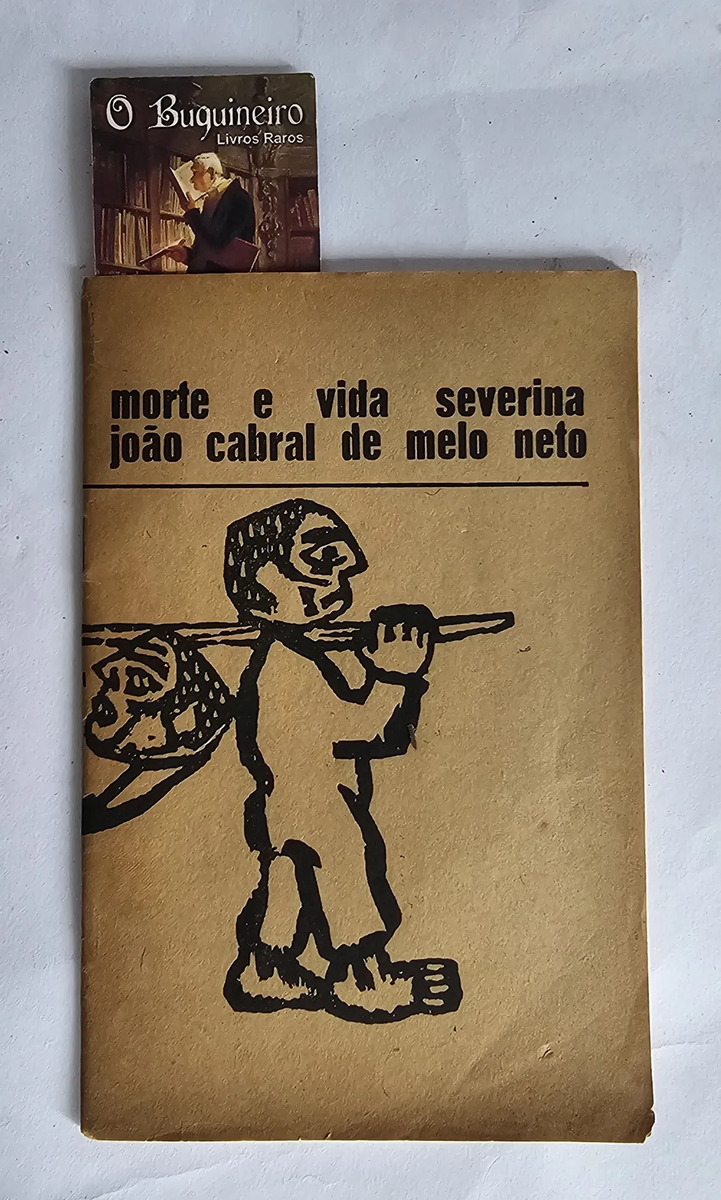 O Buquineiro
Livros Raros
morte e vida severina
joão cabral de melo neto